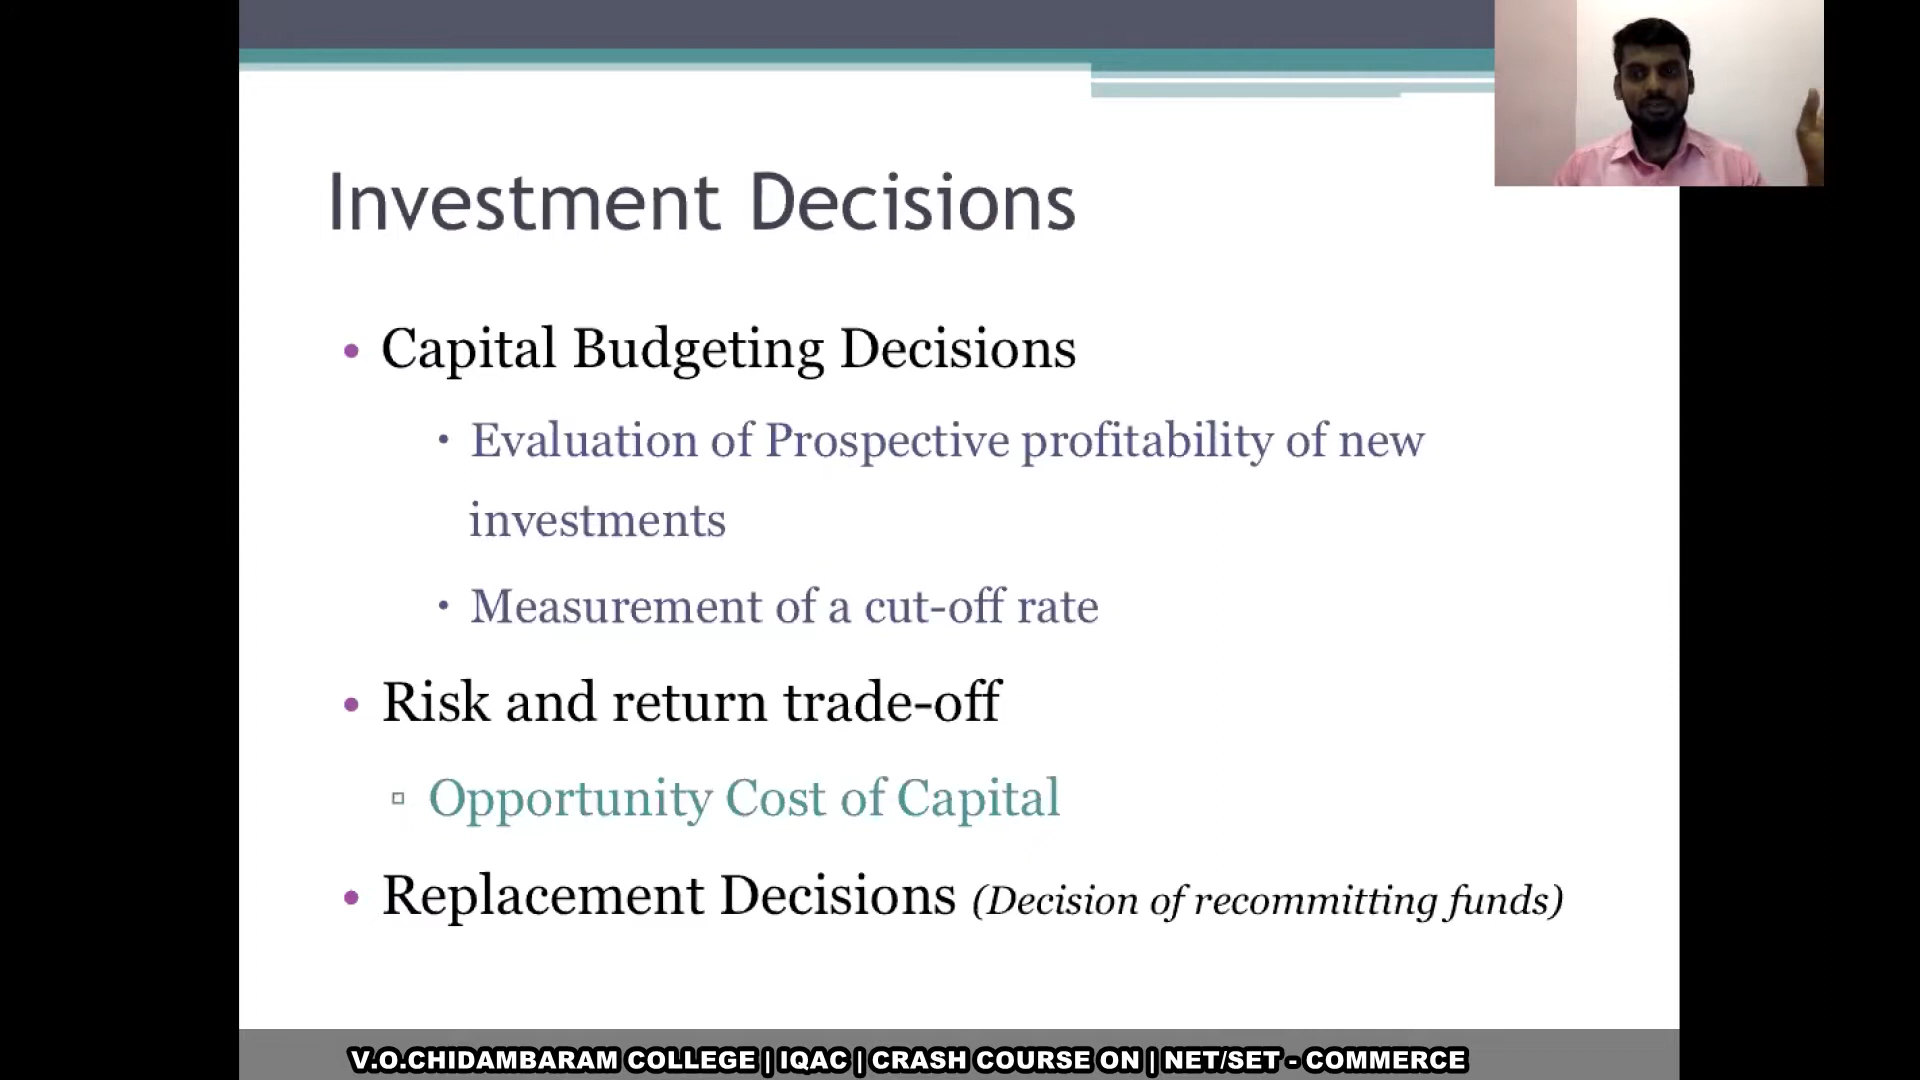 Investment Decisions
• Capital Budgeting Decisions
▪ Evaluation of Prospective profitability of new
investments
▪ Measurement of a cut-off rate
• Risk and return trade-off
▫ Opportunity Cost of Capital
• Replacement Decisions (Decision of recommitting funds)
V.O.CHIDAMBARAM COLLEGE | IQAC | CRASH COURSE ON | NET/SET - COMMERCE